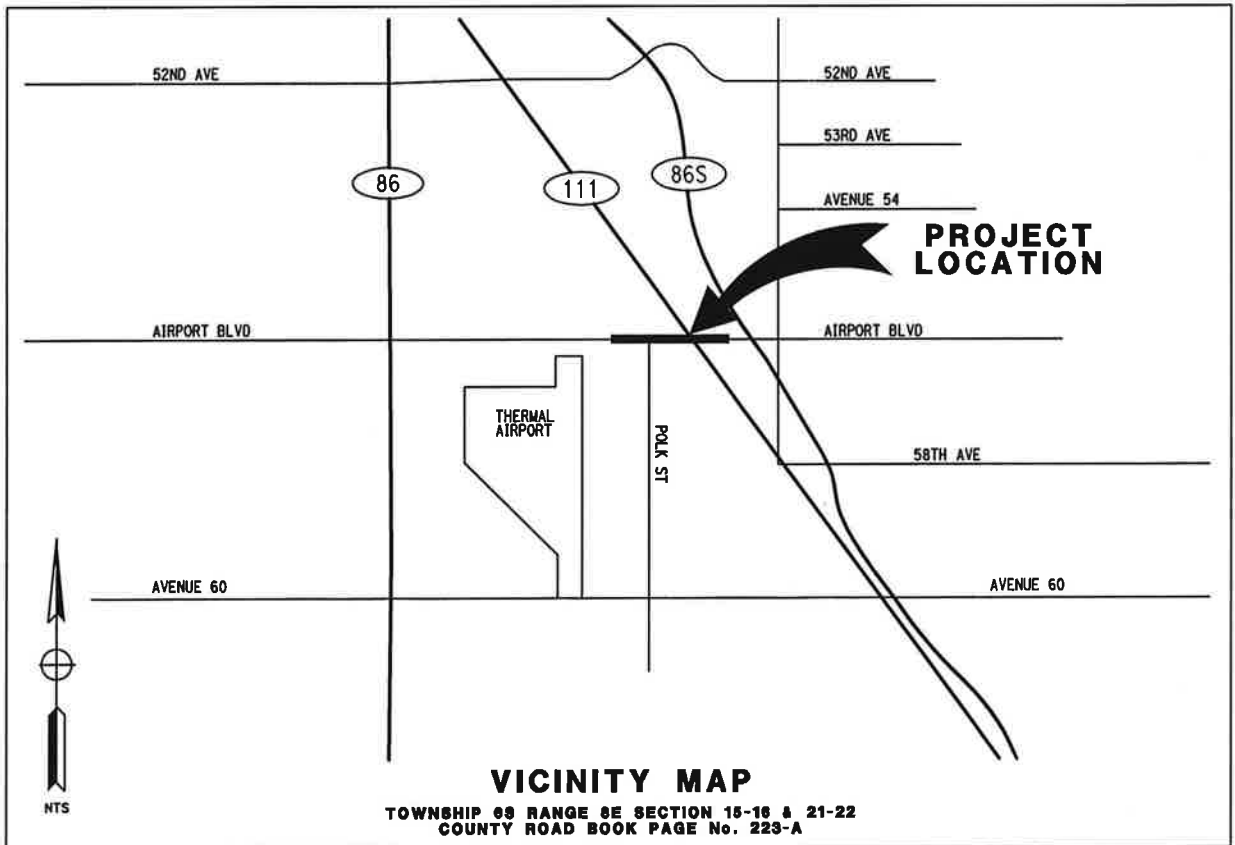 52ND AVE
52ND AVE
53RD AVE
86
111
86S
AVENUE 54
PROJECT
LOCATION
AIRPORT BLVD
AIRPORT BLVD
THERMAL
AIRPORT
POLK ST
58TH AVE
AVENUE 60
AVENUE 60
NTS
VICINITY MAP
TOWNSHIP 6S RANGE 8E SECTION 15-16 & 21-22
COUNTY ROAD BOOK PAGE No. 223-A